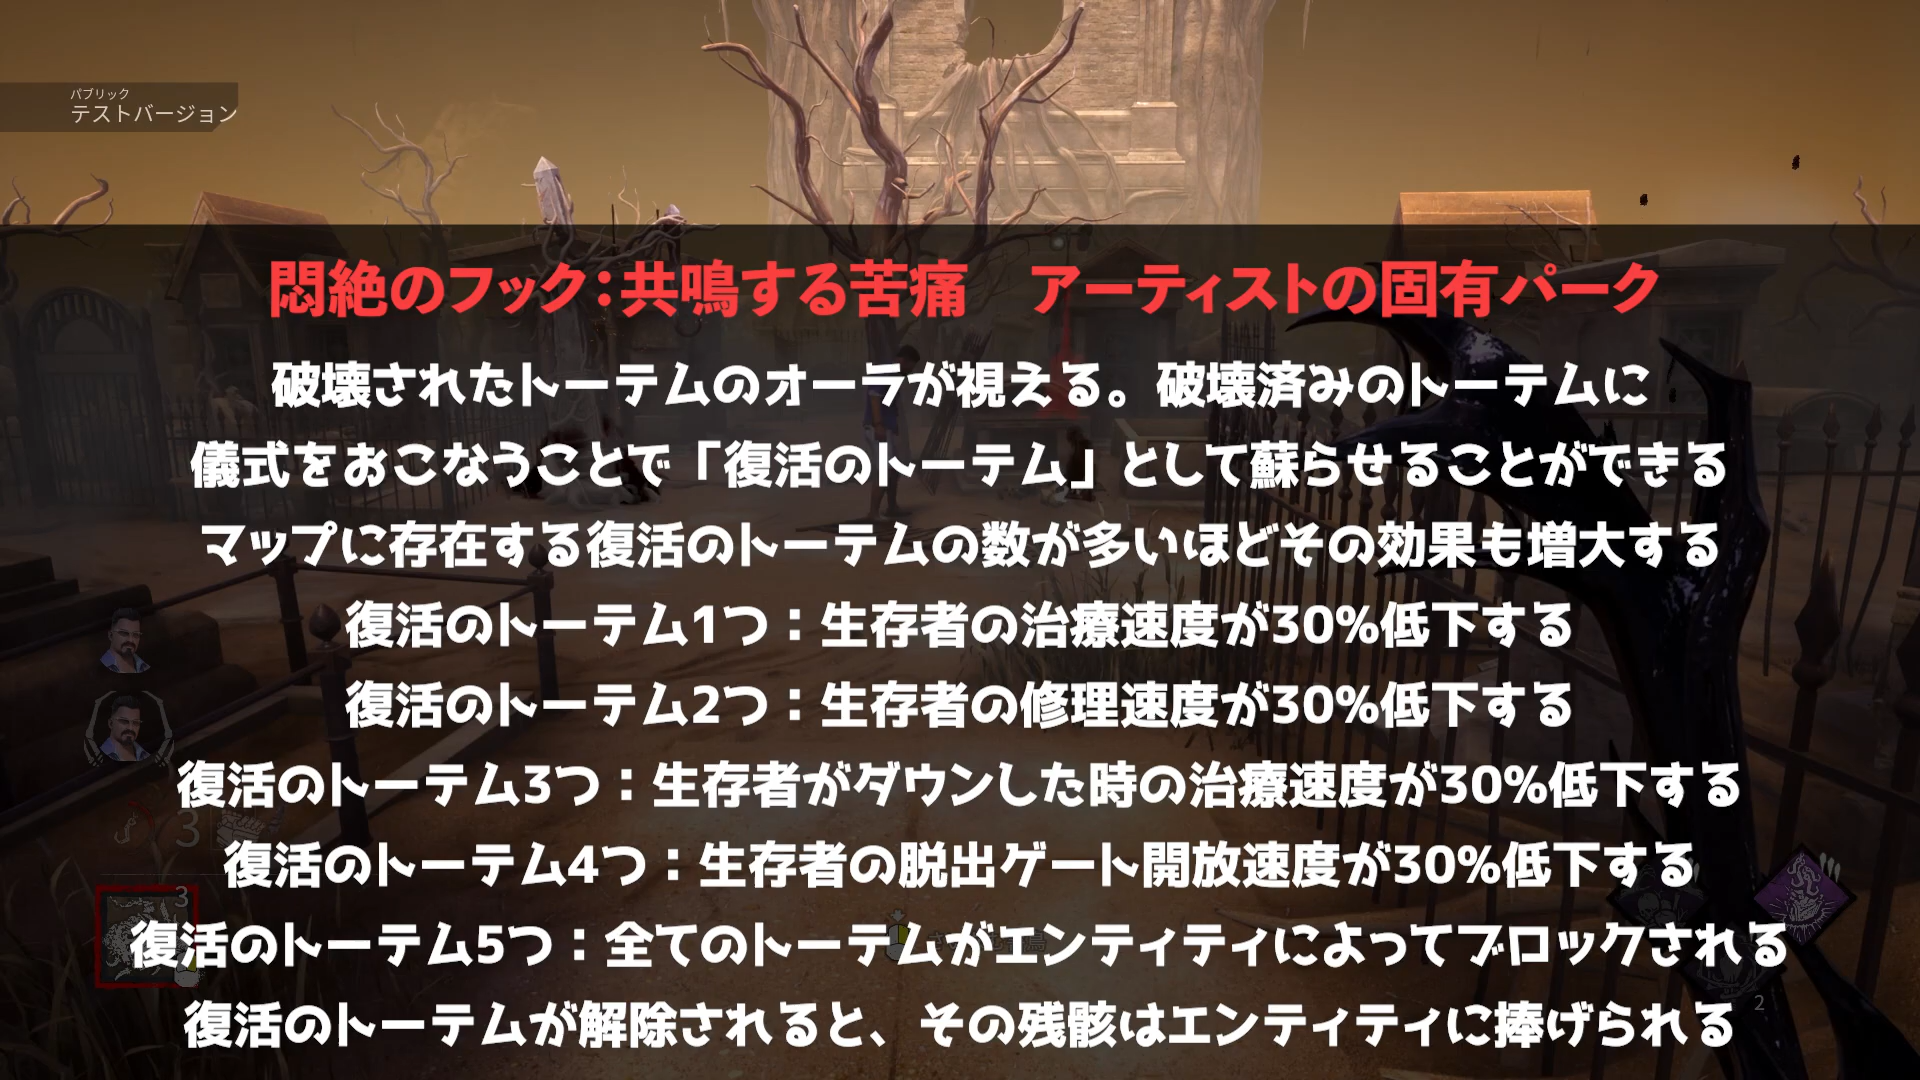 パブリック
テストバージョン
悶絶のフック：共鳴する苦痛　アーティストの固有パーク
破壊されたトーテムのオーラが視える。破壊済みのトーテムに
儀式をおこなうことで「復活のトーテム」として蘇らせることができる
マップに存在する復活のトーテムの数が多いほどその効果も増大する
復活のトーテム1つ：生存者の治療速度が30%低下する
復活のトーテム2つ：生存者の修理速度が30%低下する
復活のトーテム3つ：生存者がダウンした時の治療速度が30%低下する
3
復活のトーテム4つ：生存者の脱出ゲート開放速度が30%低下する
3
復活のトーテム5つ：全てのトーテムがエンティティによってブロックされる
2
復活のトーテムが解除されると、その残骸はエンティティに捧げられる